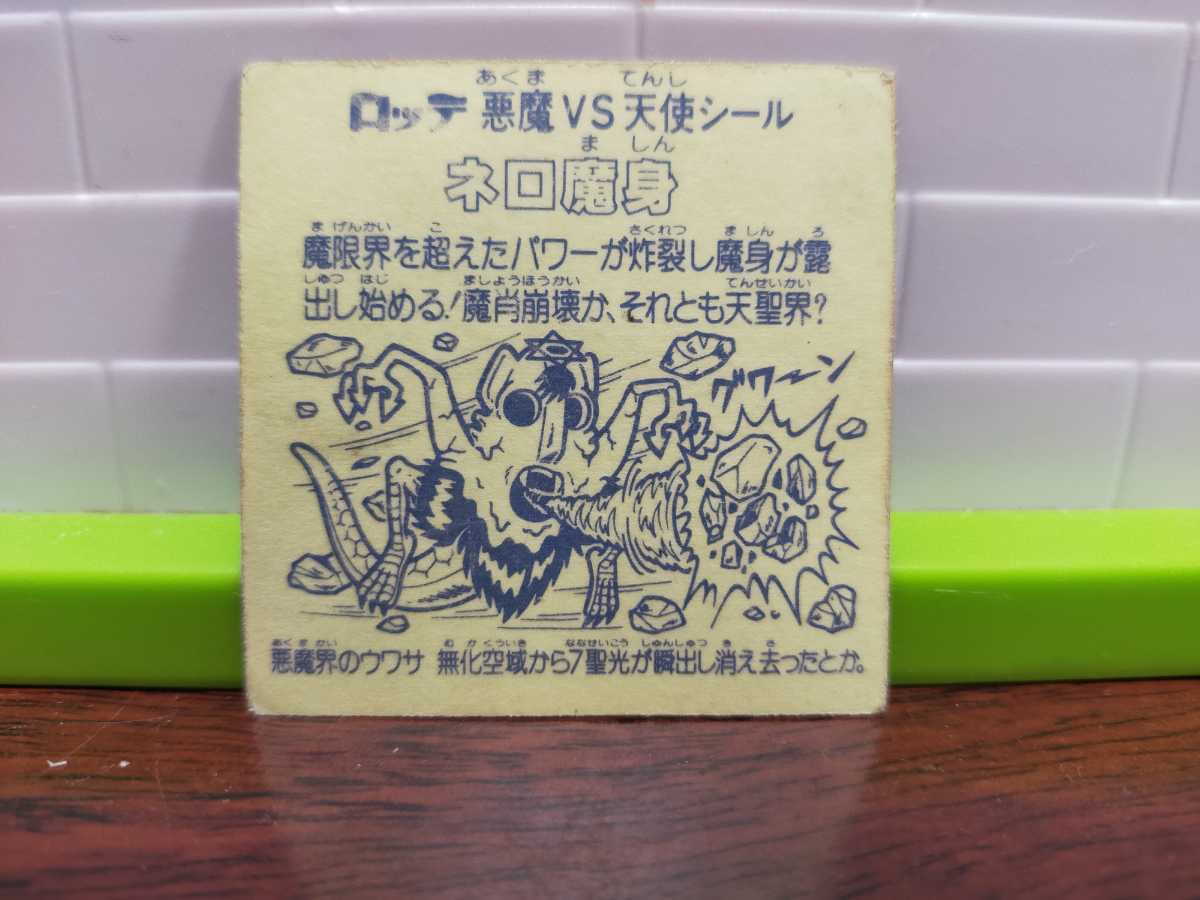 あくま てんし
ロッテ 悪魔VS天使シール
ま しん
ネロ魔身
まげんかい こ さくれつ ましん ろ
魔限界を超えたパワーが炸裂し魔身が露
しゅつ はじ ましょうほうかい てんせいかい
出し始める!魔肖崩壊か、それとも天聖界?
グワーン
あくまかい むかくういき ななせいこう しゅんしゅつ き さ
悪魔界のウワサ 無化空域から7聖光が瞬出し消え去ったとか。